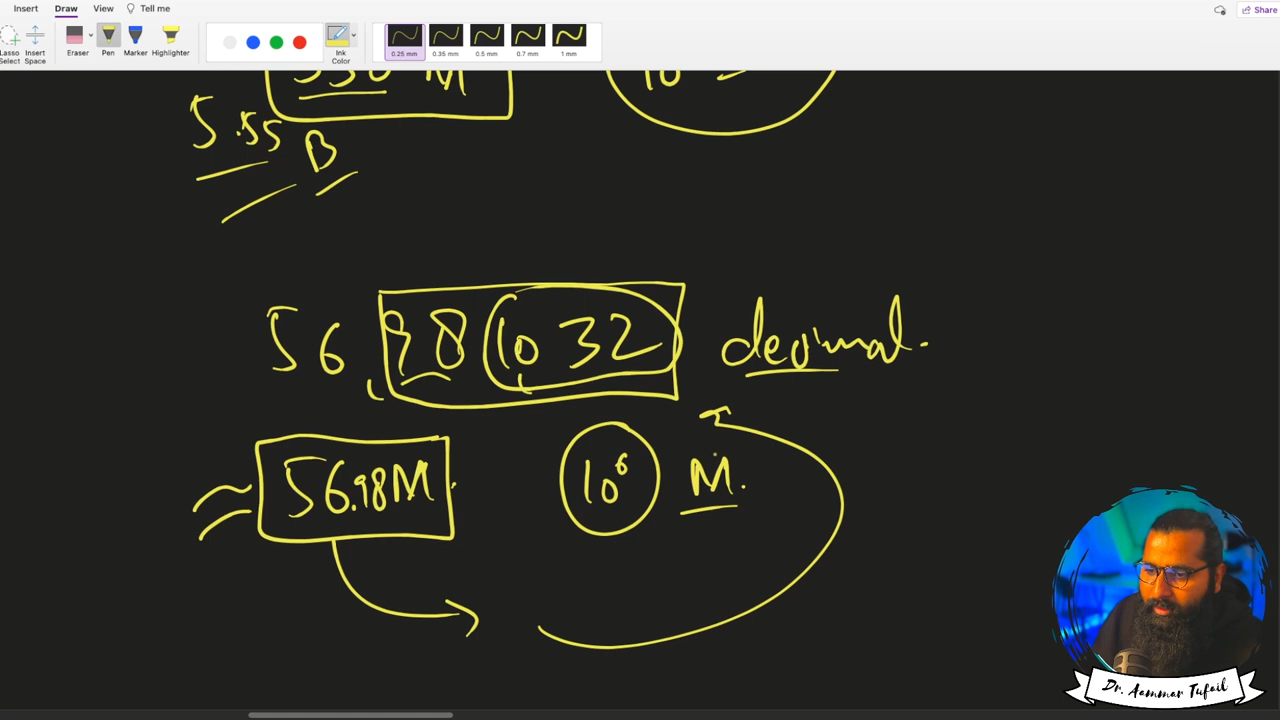 Insert Draw View Tell me
Share
Lasso Select
Insert Space
Eraser
Pen
Marker
Highlighter
Ink Color
0.25 mm
0.35 mm
0.5 mm
0.7 mm
1 mm
550 M
10
5.55 B
56,981032 decimal.
≈ 56.98M
10⁶ M.
Dr. Aammar Tufail